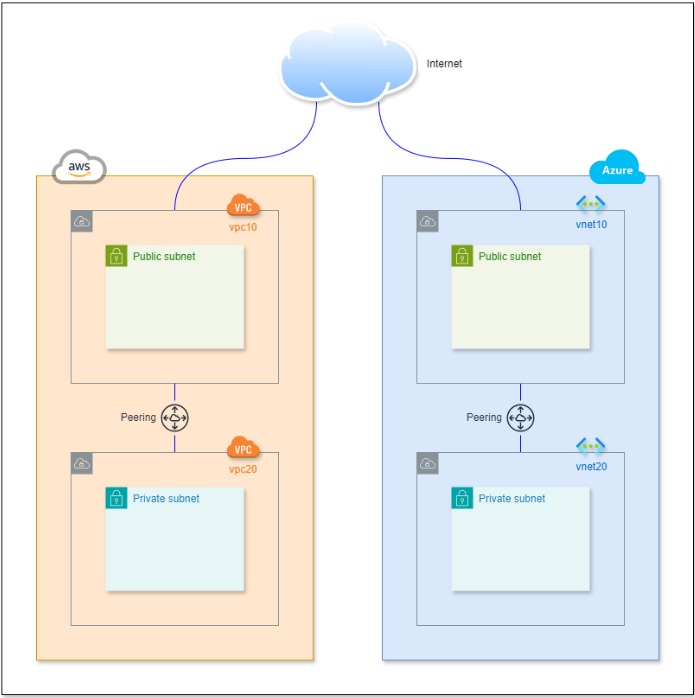 Internet
aws
Azure
VPC
vpc10
vnet10
Public subnet
Public subnet
Peering
Peering
VPC
vpc20
vnet20
Private subnet
Private subnet